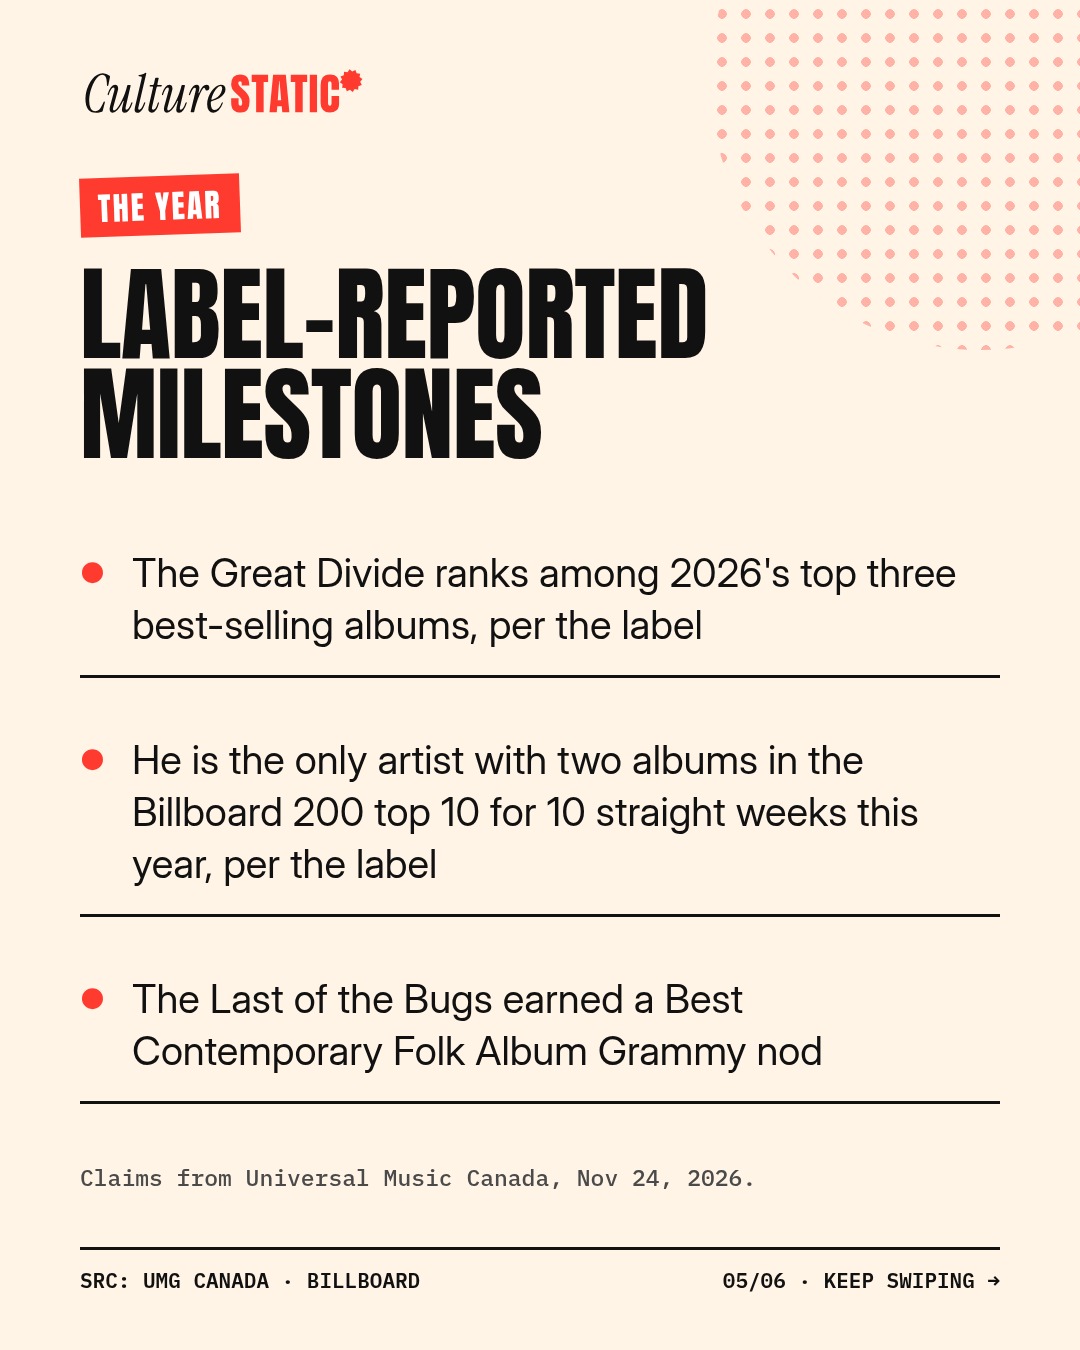 Culture STATIC
THE YEAR
LABEL-REPORTED
MILESTONES
The Great Divide ranks among 2026's top three
best-selling albums, per the label
He is the only artist with two albums in the
Billboard 200 top 10 for 10 straight weeks this
year, per the label
The Last of the Bugs earned a Best
Contemporary Folk Album Grammy nod
Claims from Universal Music Canada, Nov 24, 2026.
SRC: UMG CANADA · BILLBOARD
05/06 · KEEP SWIPING →